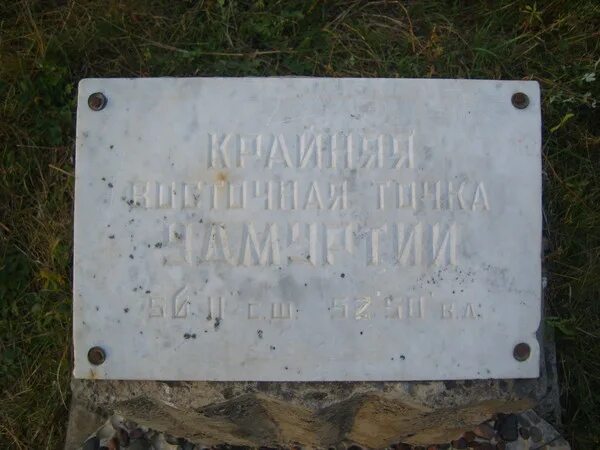 КРАЙНЯЯ
ВОСТОЧНАЯ ТОЧКА
УДМУРТИИ
56 11 С.Ш. 52 50 В.Д.